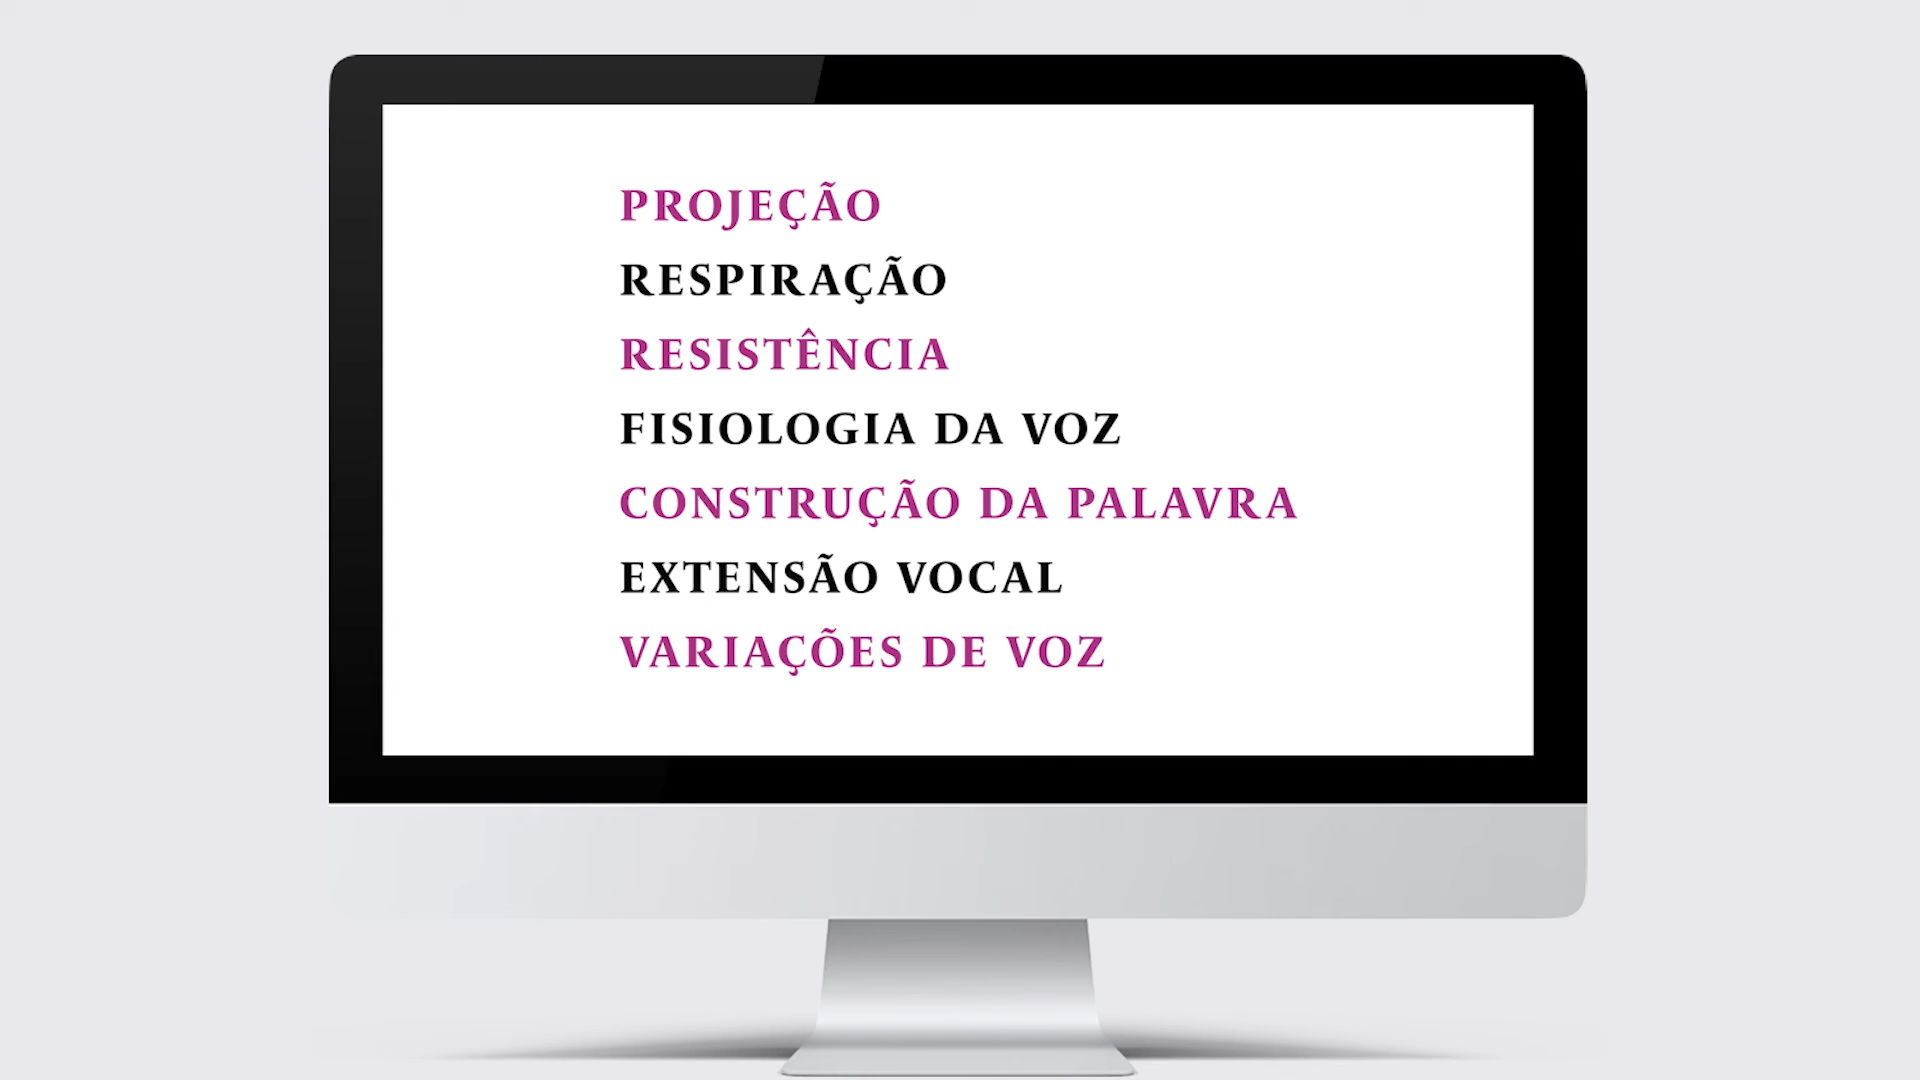 PROJEÇÃO
RESPIRAÇÃO
RESISTÊNCIA
FISIOLOGIA DA VOZ
CONSTRUÇÃO DA PALAVRA
EXTENSÃO VOCAL
VARIAÇÕES DE VOZ